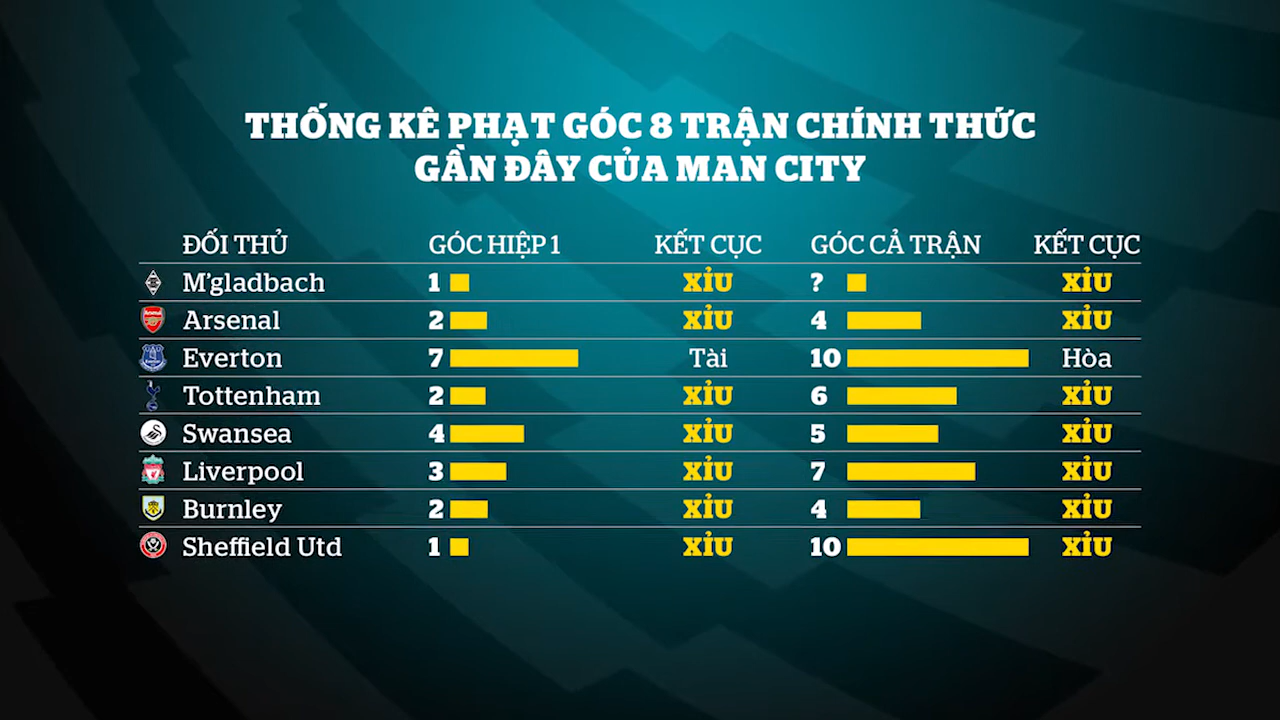 THỐNG KÊ PHẠT GÓC 8 TRẬN CHÍNH THỨC
GẦN ĐÂY CỦA MAN CITY
ĐỐI THỦ GÓC HIỆP 1 KẾT CỤC GÓC CẢ TRẬN KẾT CỤC
M'gladbach 1 XỈU ? XỈU
Arsenal 2 XỈU 4 XỈU
Everton 7 Tài 10 Hòa
Tottenham 2 XỈU 6 XỈU
Swansea 4 XỈU 5 XỈU
Liverpool 3 XỈU 7 XỈU
Burnley 2 XỈU 4 XỈU
Sheffield Utd 1 XỈU 10 XỈU